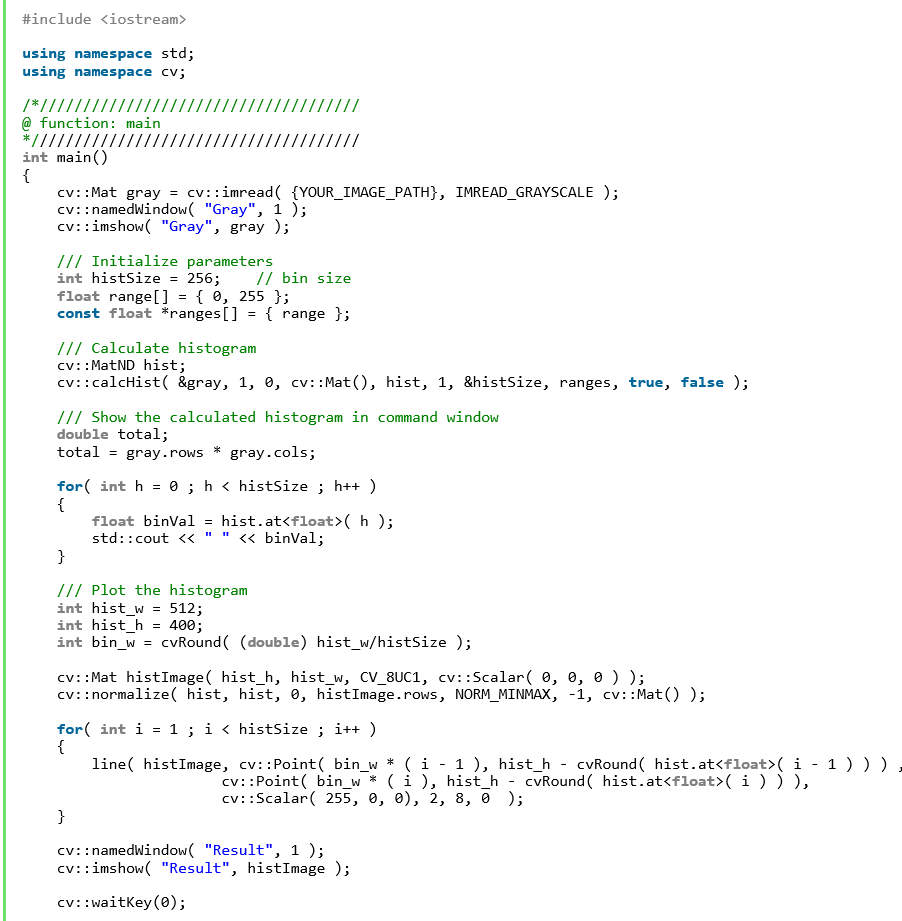 #include <iostream>
using namespace std;
using namespace cv;
/*/////////////////////////////////////
@ function: main
*//////////////////////////////////////
int main()
{
    cv::Mat gray = cv::imread( {YOUR_IMAGE_PATH}, IMREAD_GRAYSCALE );
    cv::namedWindow( "Gray", 1 );
    cv::imshow( "Gray", gray );
    /// Initialize parameters
    int histSize = 256;    // bin size
    float range[] = { 0, 255 };
    const float *ranges[] = { range };
    /// Calculate histogram
    cv::MatND hist;
    cv::calcHist( &gray, 1, 0, cv::Mat(), hist, 1, &histSize, ranges, true, false );
    /// Show the calculated histogram in command window
    double total;
    total = gray.rows * gray.cols;
    for( int h = 0 ; h < histSize ; h++ )
    {
        float binVal = hist.at<float>( h );
        std::cout << " " << binVal;
    }
    /// Plot the histogram
    int hist_w = 512;
    int hist_h = 400;
    int bin_w = cvRound( (double) hist_w/histSize );
    cv::Mat histImage( hist_h, hist_w, CV_8UC1, cv::Scalar( 0, 0, 0 ) );
    cv::normalize( hist, hist, 0, histImage.rows, NORM_MINMAX, -1, cv::Mat() );
    for( int i = 1 ; i < histSize ; i++ )
    {
        line( histImage, cv::Point( bin_w * ( i - 1 ), hist_h - cvRound( hist.at<float>( i - 1 ) ) ) ,
                       cv::Point( bin_w * ( i ), hist_h - cvRound( hist.at<float>( i ) ) ),
                       cv::Scalar( 255, 0, 0), 2, 8, 0  );
    }
    cv::namedWindow( "Result", 1 );
    cv::imshow( "Result", histImage );
    cv::waitKey(0);